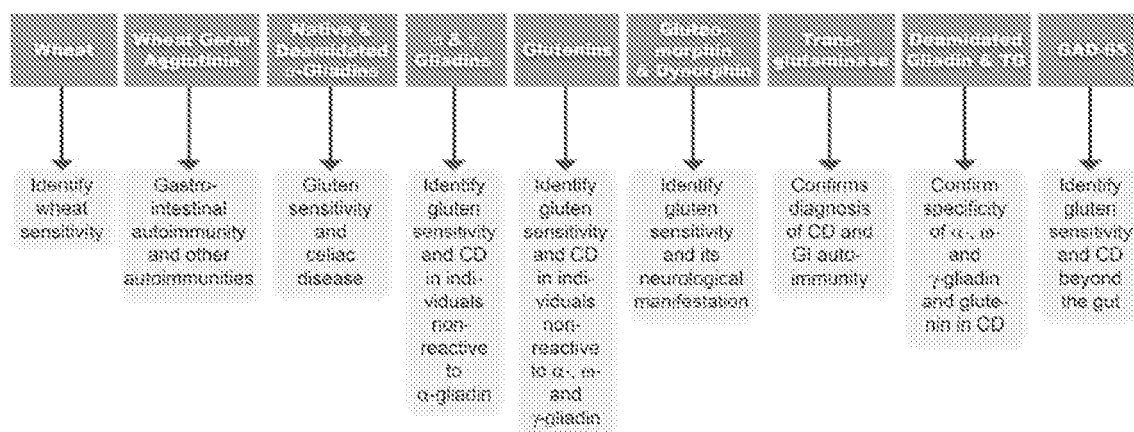 Wheat
Wheat Germ
Agglutinin
Native &
Deamidated
α-Gliadins
& γ-
Gliadins
Glutenins
Gluteo-
morphin
& Dynorphin
Trans-
glutaminase
Deamidated
Gliadin & TG
GAD-65
Identify
wheat
sensitivity
Gastro-
intestinal
autoimmunity
and other
autoimmunities
Gluten
sensitivity
and
celiac
disease
Identify
gluten
sensitivity
and CD
in indi-
viduals
non-
reactive
to
α-gliadin
Identify
gluten
sensitivity
and CD
in indi-
viduals
non-
reactive
to α-, ω-
and
γ-gliadin
Identify
gluten
sensitivity
and its
neurological
manifestation
Confirms
diagnosis
of CD and
GI auto-
immunity
Confirm
specificity
of α-, ω-
and
γ-gliadin
and glute-
nin in CD
Identify
gluten
sensitivity
and CD
beyond
the gut